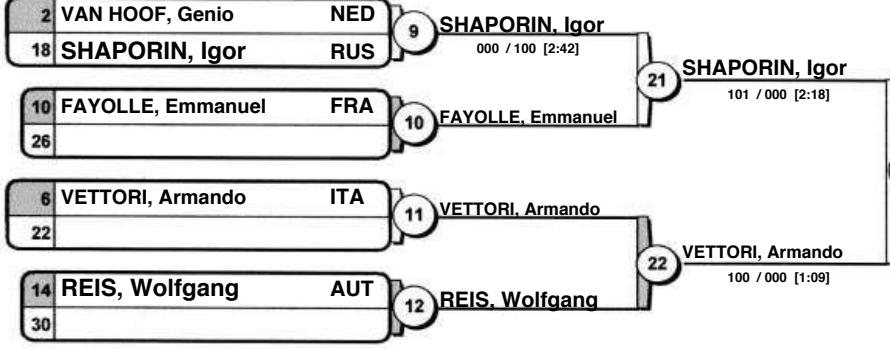 2 VAN HOOF, Genio NED
18 SHAPORIN, Igor RUS
9 SHAPORIN, Igor
000 / 100 [2:42]
21 SHAPORIN, Igor
101 / 000 [2:18]
10 FAYOLLE, Emmanuel FRA
26
10 FAYOLLE, Emmanuel
6 VETTORI, Armando ITA
22
11 VETTORI, Armando
22 VETTORI, Armando
100 / 000 [1:09]
14 REIS, Wolfgang AUT
30
12 REIS, Wolfgang